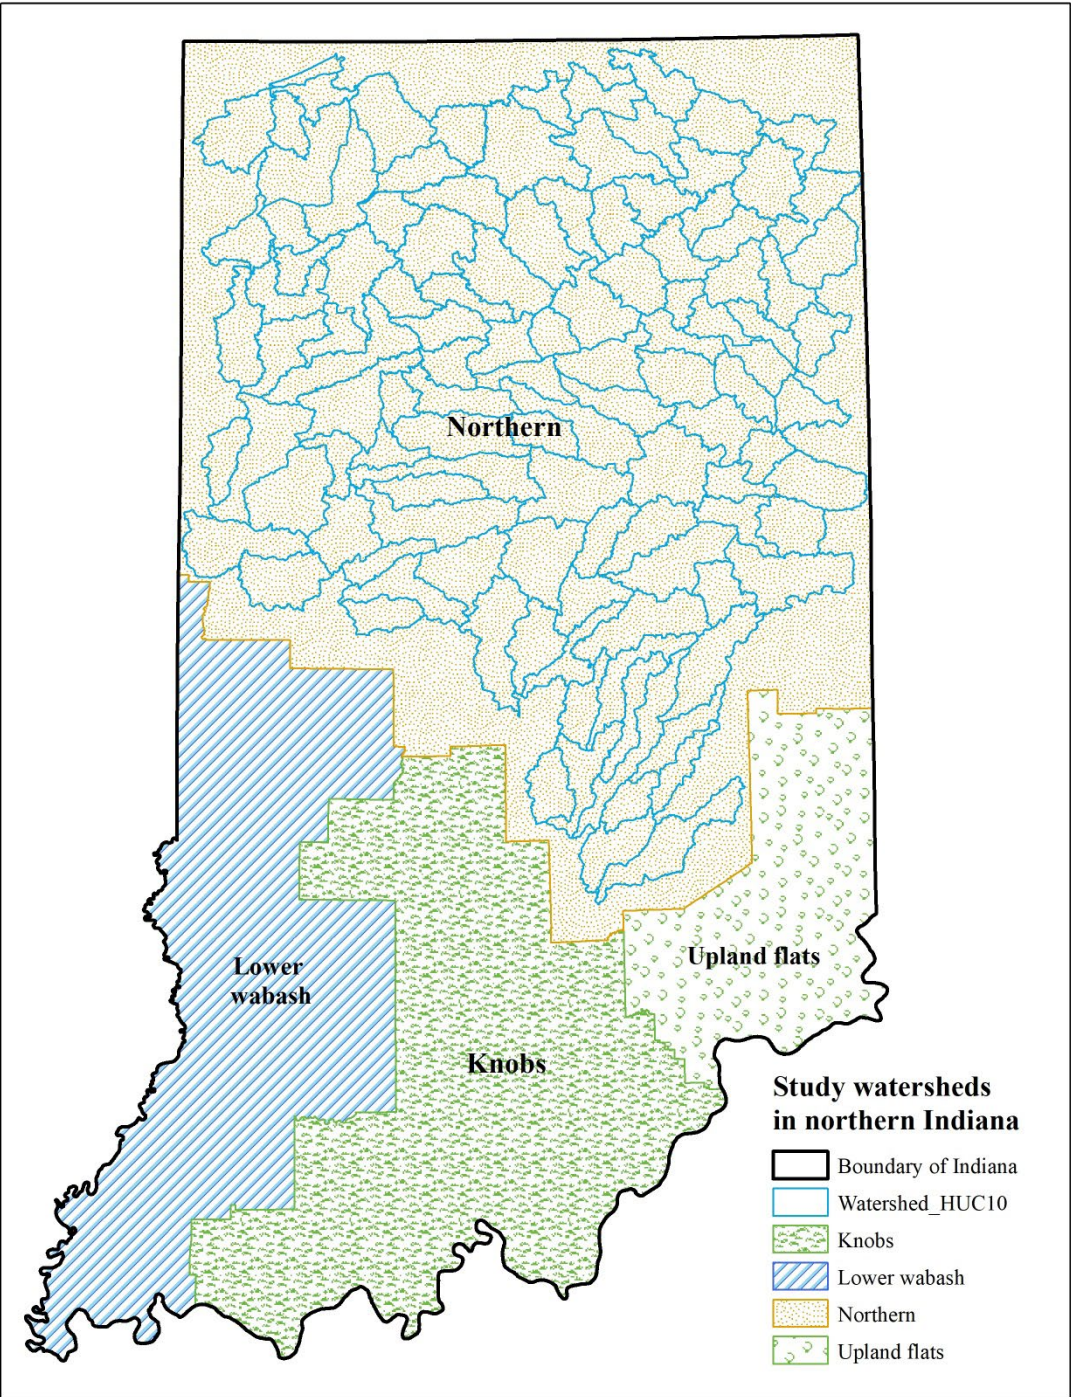 Northern
Lower
wabash
Upland flats
Knobs
Study watersheds
in northern Indiana
Boundary of Indiana
Watershed_HUC10
Knobs
Lower wabash
Northern
Upland flats